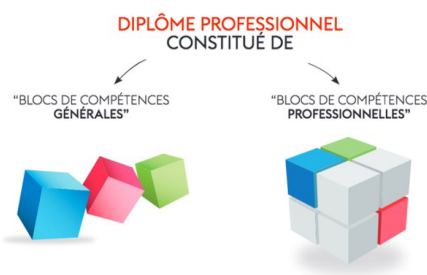 DIPLÔME PROFESSIONNEL
CONSTITUÉ DE
“BLOCS DE COMPÉTENCES
GÉNÉRALES”
“BLOCS DE COMPÉTENCES
PROFESSIONNELLES”